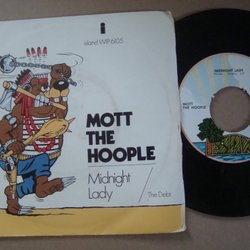 island WIP 6105
MOTT
THE
HOOPLE
Midnight
Lady
/ The Debt
MIDNIGHT LADY
MOTT
THE HOOPLE